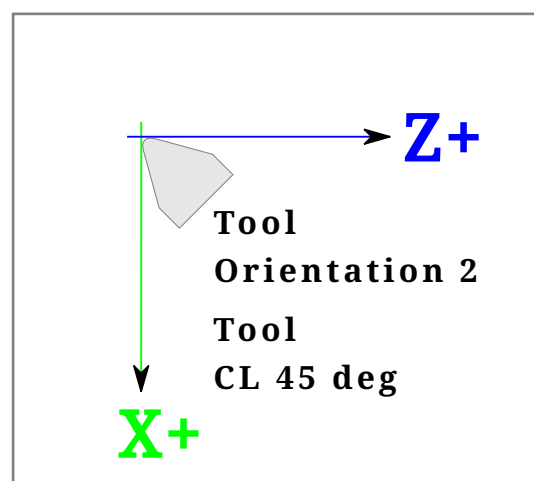 Z+
Tool
Orientation 2
Tool
CL 45 deg
X+